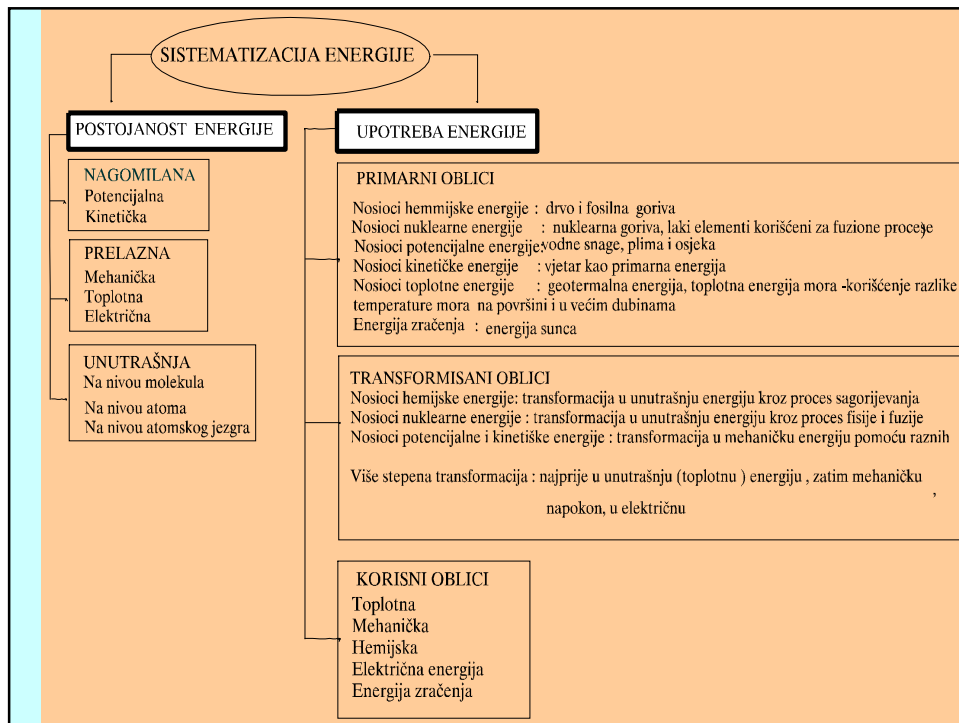 SISTEMATIZACIJA ENERGIJE
POSTOJANOST ENERGIJE
NAGOMILANA
Potencijalna
Kinetička
PRELAZNA
Mehanička
Toplotna
Električna
UNUTRAŠNJA
Na nivou molekula
Na nivou atoma
Na nivou atomskog jezgra
UPOTREBA ENERGIJE
PRIMARNI OBLICI
Nosioci hemmijske energije : drvo i fosilna goriva
Nosioci nuklearne energije : nuklearna goriva, laki elementi korišćeni za fuzione procese
Nosioci potencijalne energije: vodne snage, plima i osjeka
Nosioci kinetičke energije : vjetar kao primarna energija
Nosioci toplotne energije : geotermalna energija, toplotna energija mora -korišćenje razlike
temperature mora na površini i u većim dubinama
Energija zračenja : energija sunca
TRANSFORMISANI OBLICI
Nosioci hemijske energije: transformacija u unutrašnju energiju kroz proces sagorijevanja
Nosioci nuklearne energije : transformacija u unutrašnju energiju kroz proces fisije i fuzije
Nosioci potencijalne i kinetiške energije : transformacija u mehaničku energiju pomoću raznih
Više stepena transformacija : najprije u unutrašnju (toplotnu ) energiju , zatim mehaničku ,
napokon, u električnu
KORISNI OBLICI
Toplotna
Mehanička
Hemijska
Električna energija
Energija zračenja